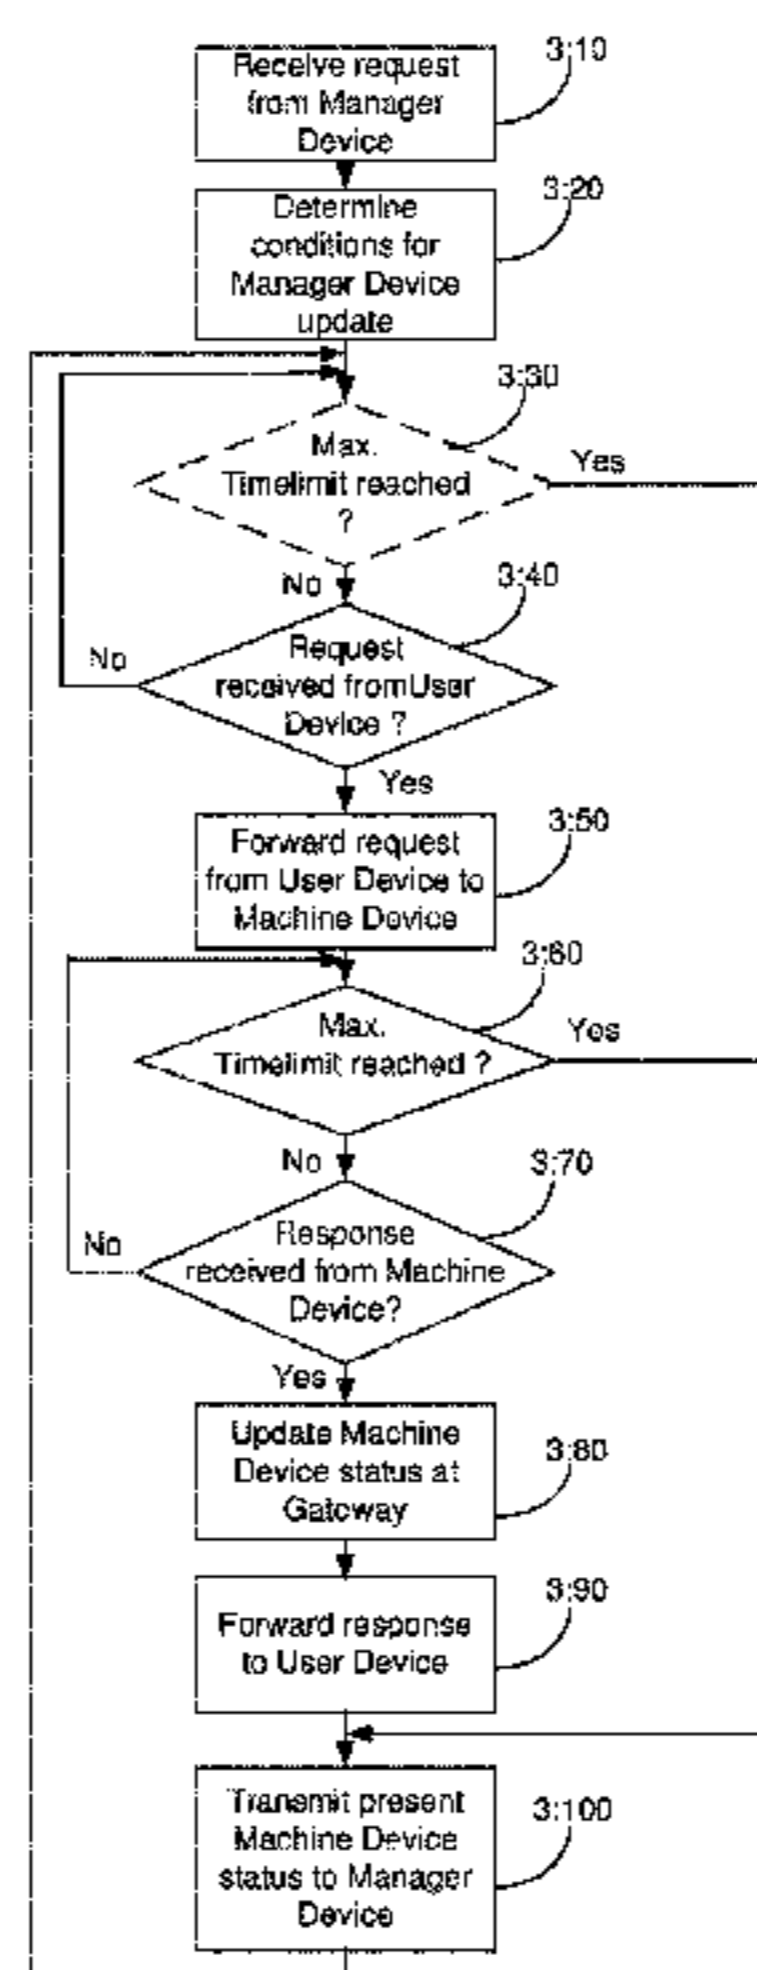 3:10
Receive request
from Manager
Device
3:20
Determine
conditions for
Manager Device
update
3:30
Max.
Timelimit reached
?
Yes
No
3:40
Request
received fromUser
Device ?
No
Yes
3:50
Forward request
from User Device to
Machine Device
3:60
Max.
Timelimit reached ?
Yes
No
3:70
Response
received from Machine
Device?
No
Yes
3:80
Update Machine
Device status at
Gateway
3:90
Forward response
to User Device
3:100
Transmit present
Machine Device
status to Manager
Device